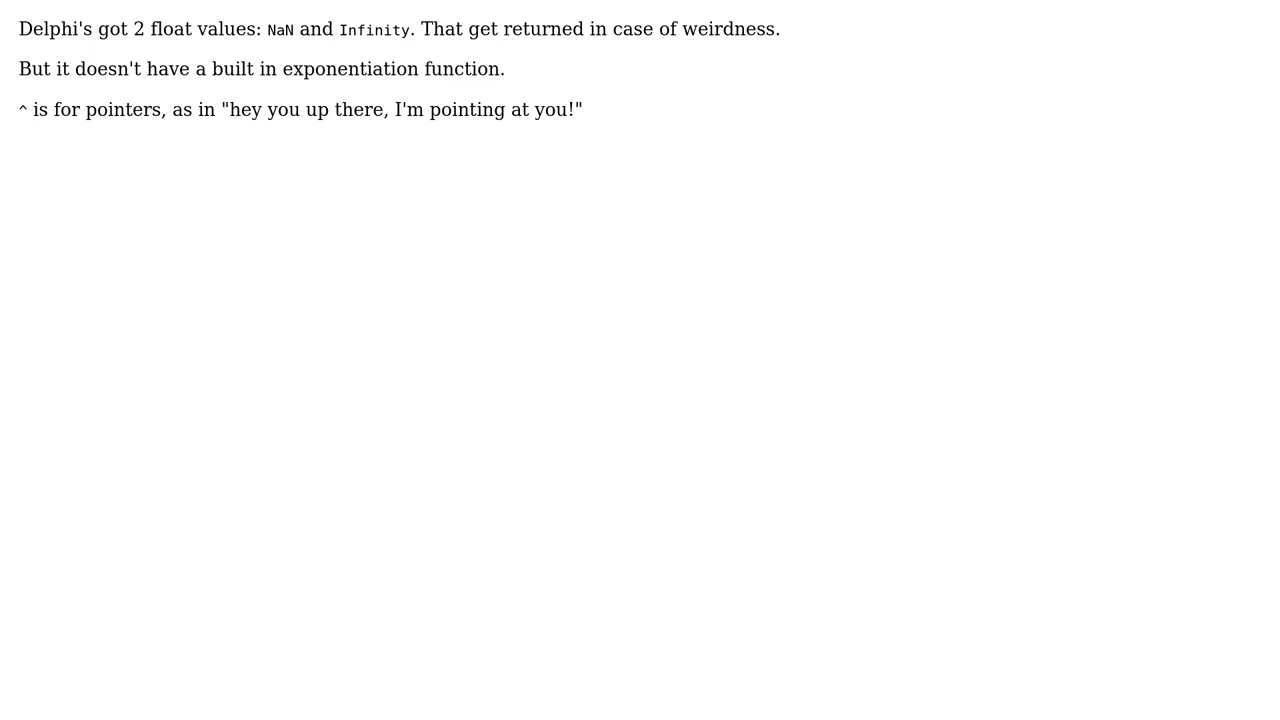 Delphi's got 2 float values: NaN and Infinity. That get returned in case of weirdness.
But it doesn't have a built in exponentiation function.
^ is for pointers, as in "hey you up there, I'm pointing at you!"